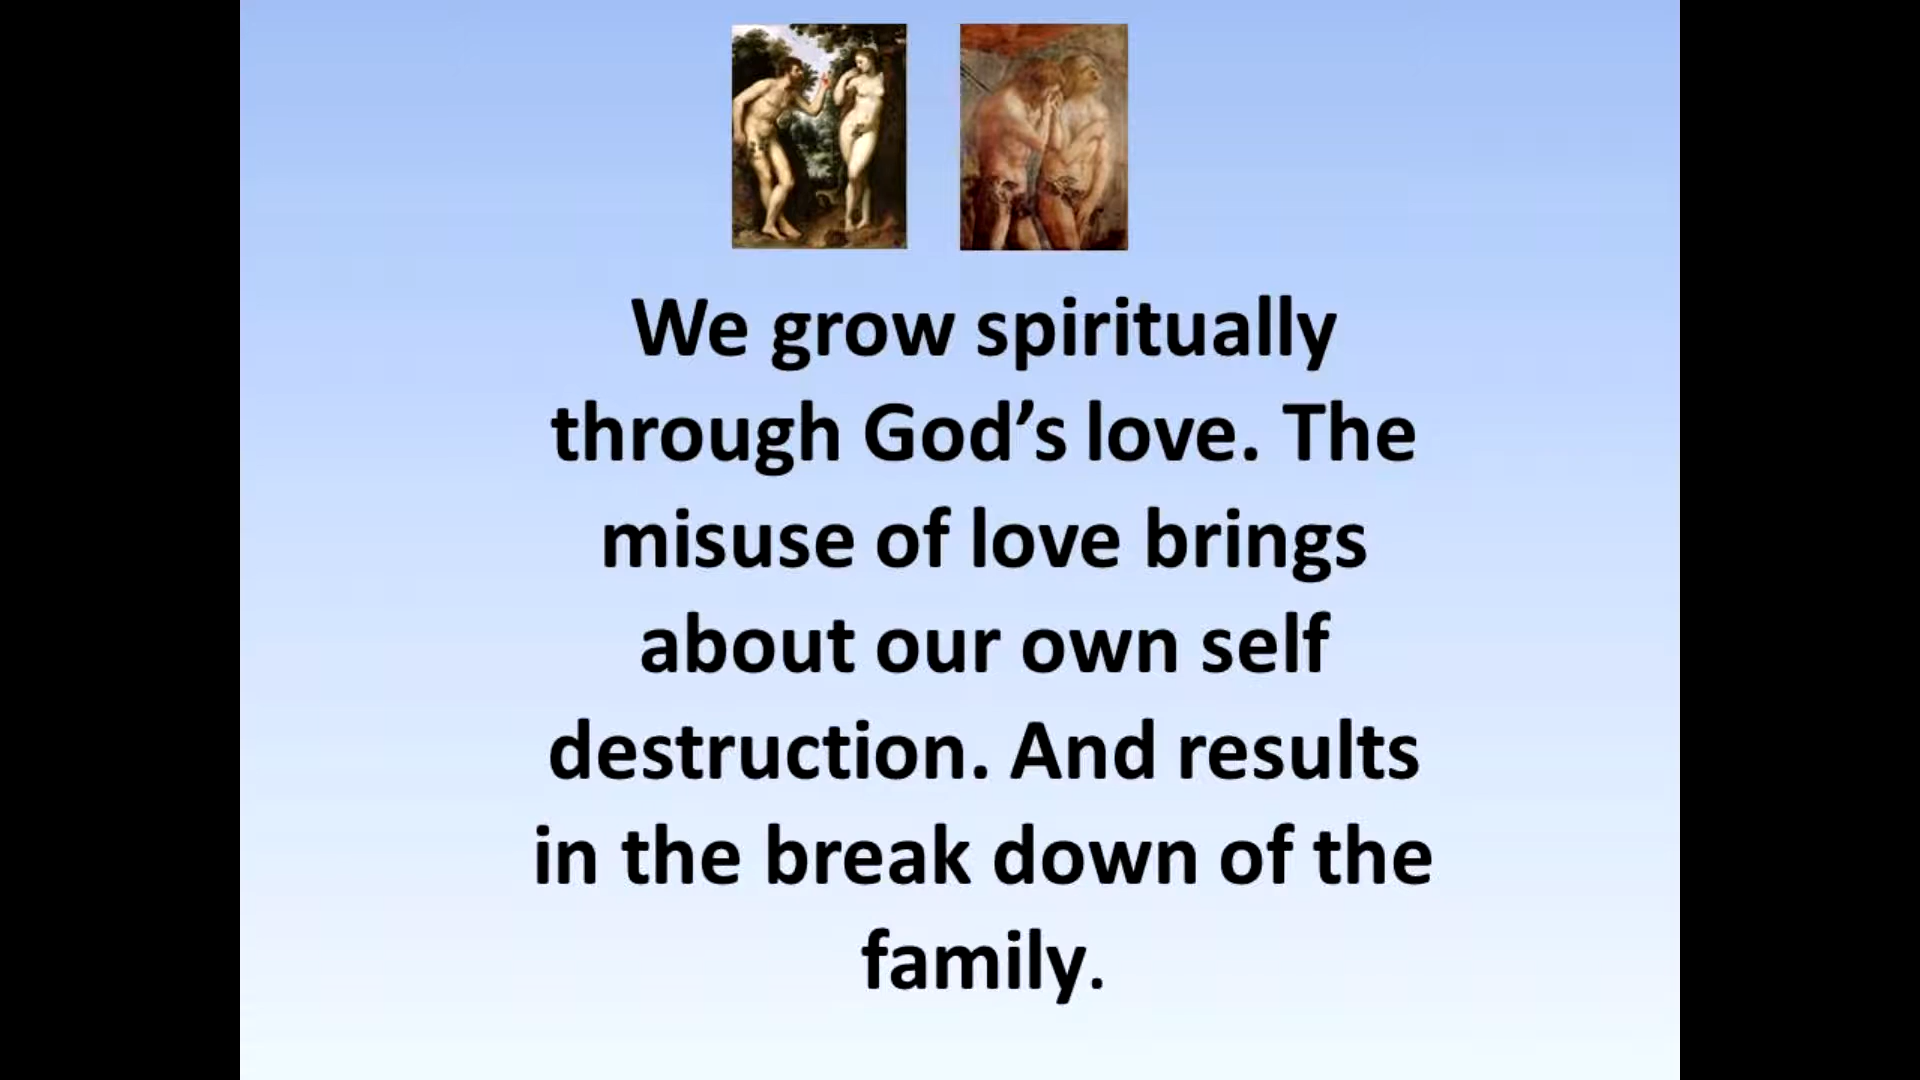 We grow spiritually
through God’s love. The
misuse of love brings
about our own self
destruction. And results
in the break down of the
family.